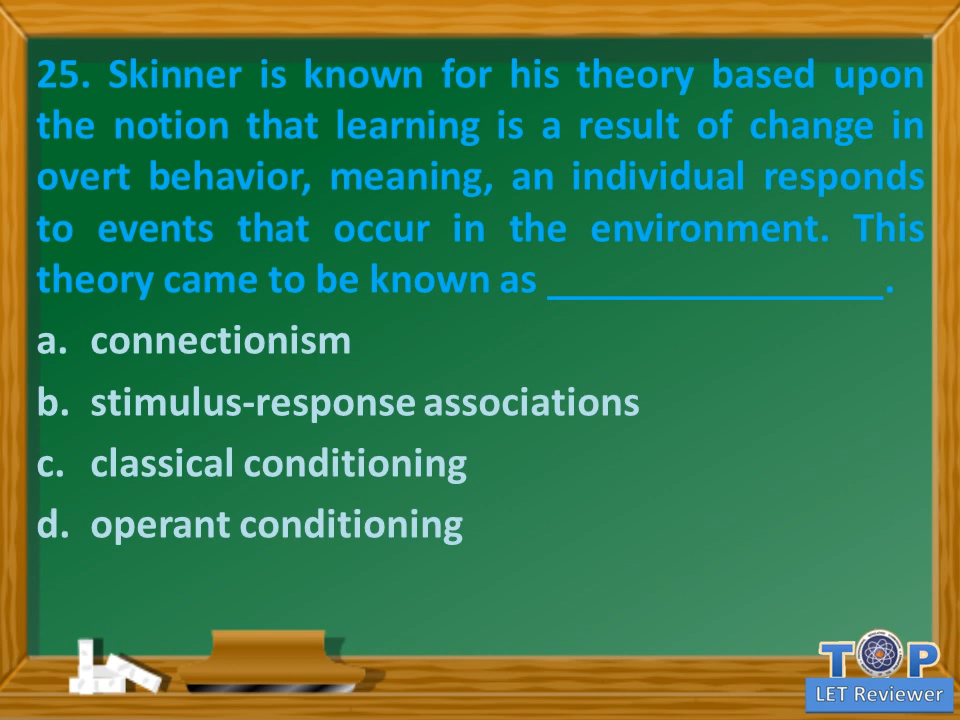 25. Skinner is known for his theory based upon
the notion that learning is a result of change in
overt behavior, meaning, an individual responds
to events that occur in the environment. This
theory came to be known as ________________.
a. connectionism
b. stimulus-response associations
c. classical conditioning
d. operant conditioning
TOP
LET Reviewer